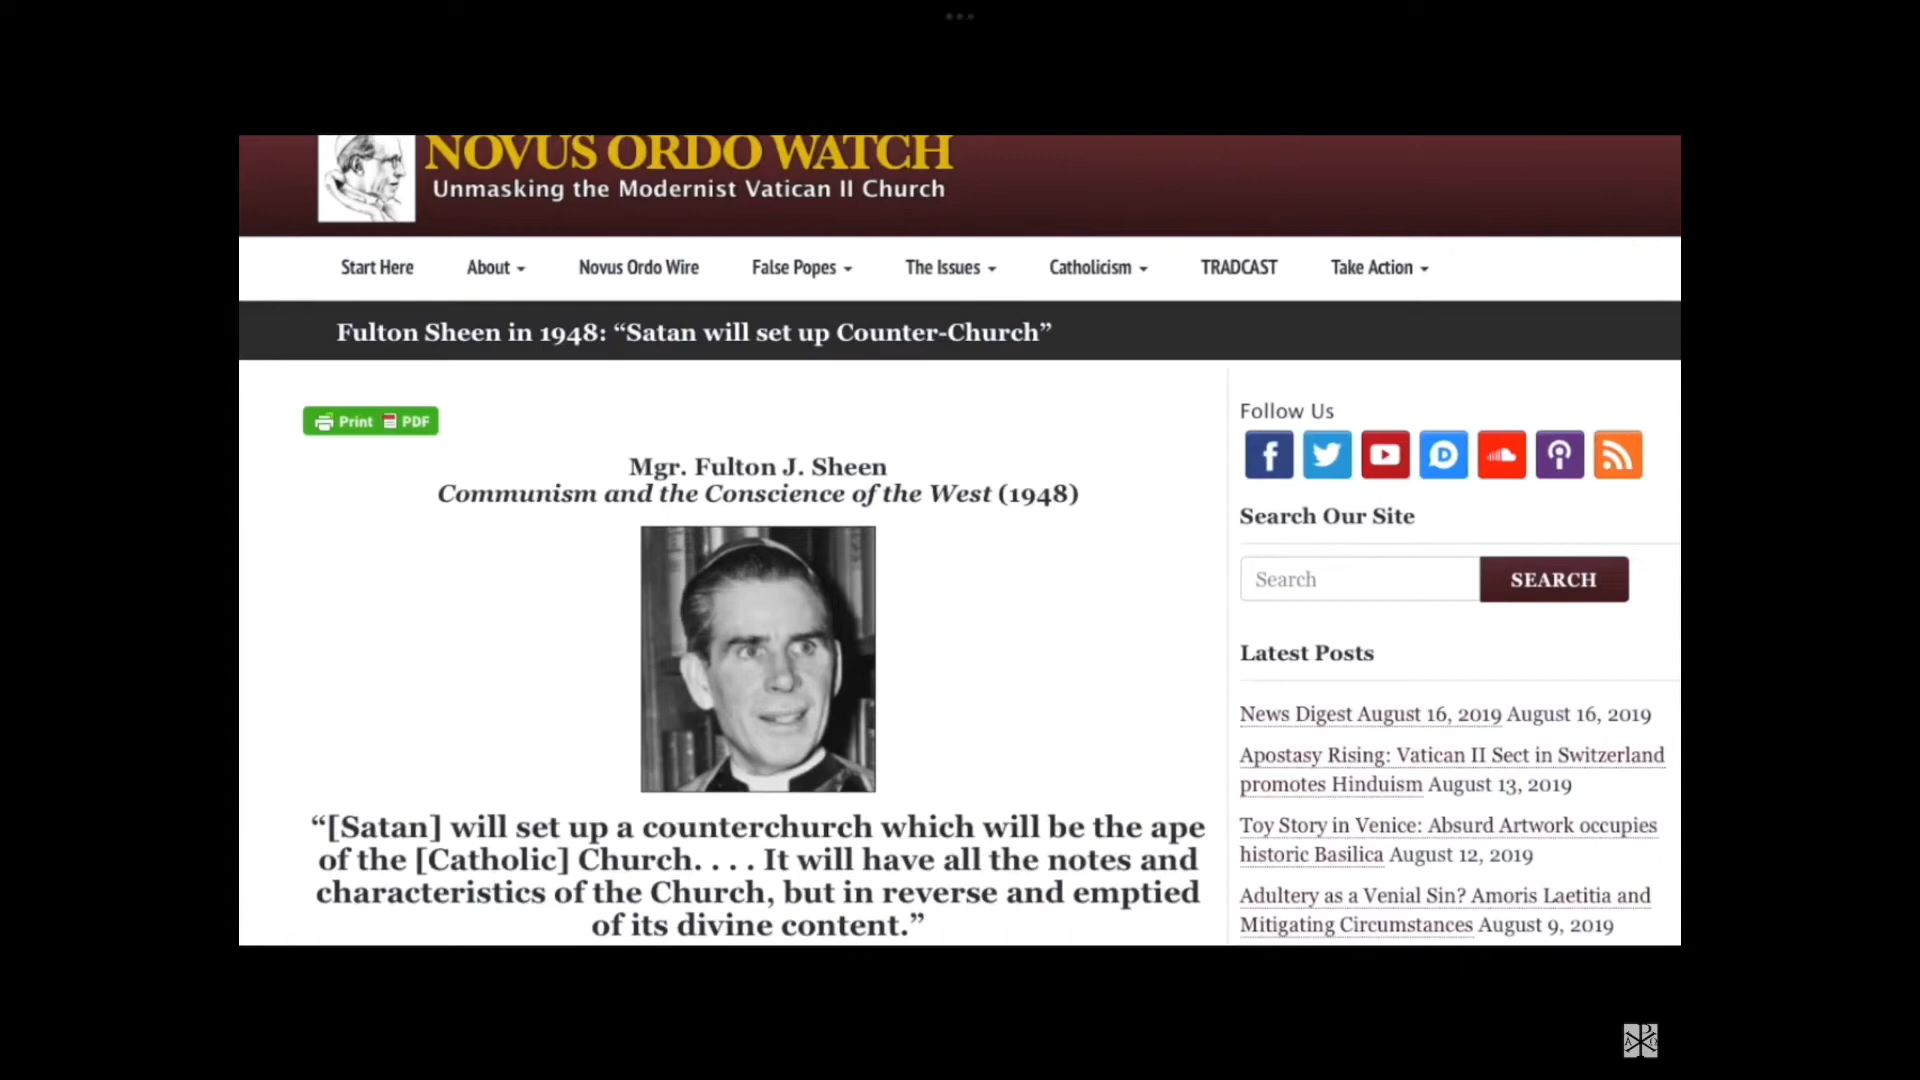 NOVUS ORDO WATCH
Unmasking the Modernist Vatican II Church
Start Here About Novus Ordo Wire False Popes The Issues Catholicism TRADCAST Take Action
Fulton Sheen in 1948: “Satan will set up Counter-Church”
Print PDF
Mgr. Fulton J. Sheen
Communism and the Conscience of the West (1948)
“[Satan] will set up a counterchurch which will be the ape
of the [Catholic] Church. . . . It will have all the notes and
characteristics of the Church, but in reverse and emptied
of its divine content.”
Follow Us
Search Our Site
Search SEARCH
Latest Posts
News Digest August 16, 2019 August 16, 2019
Apostasy Rising: Vatican II Sect in Switzerland
promotes Hinduism August 13, 2019
Toy Story in Venice: Absurd Artwork occupies
historic Basilica August 12, 2019
Adultery as a Venial Sin? Amoris Laetitia and
Mitigating Circumstances August 9, 2019